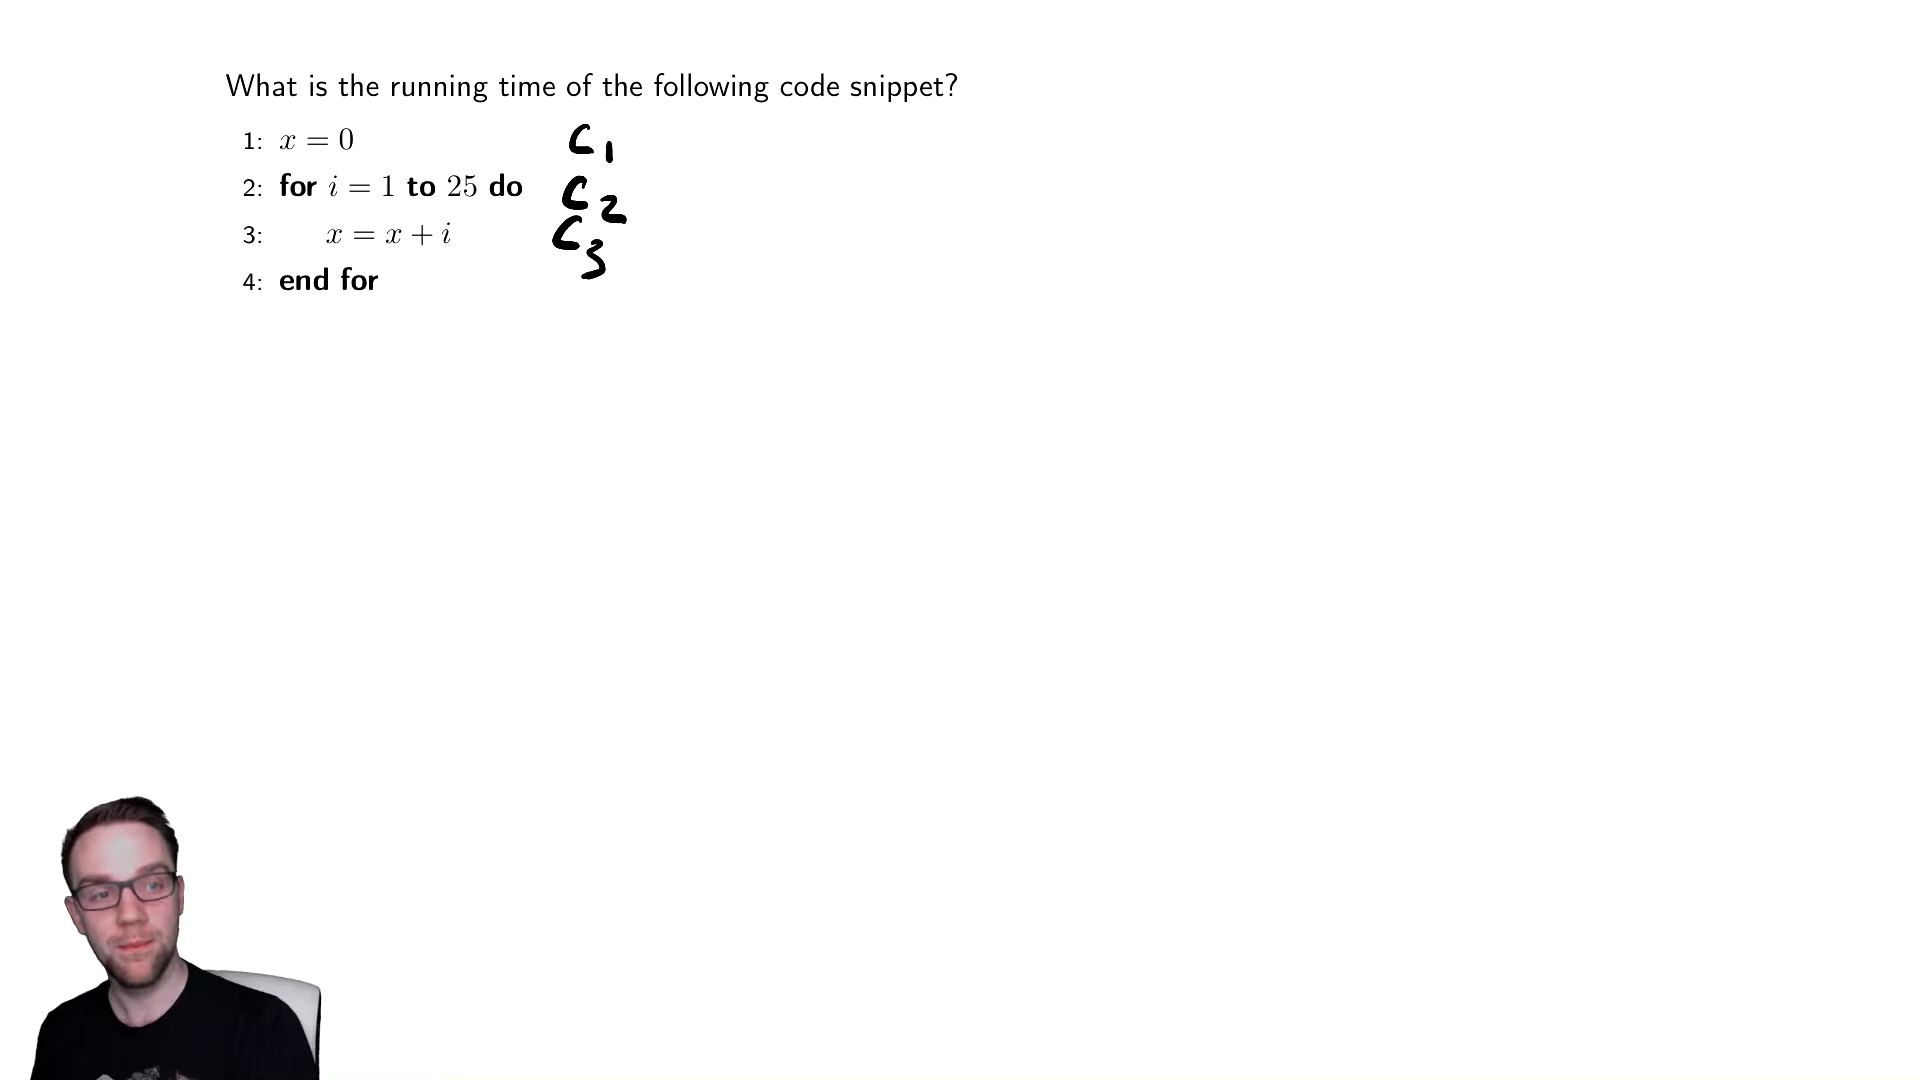 What is the running time of the following code snippet?
1: x = 0 C1
2: for i = 1 to 25 do C2
3: x = x + i C3
4: end for